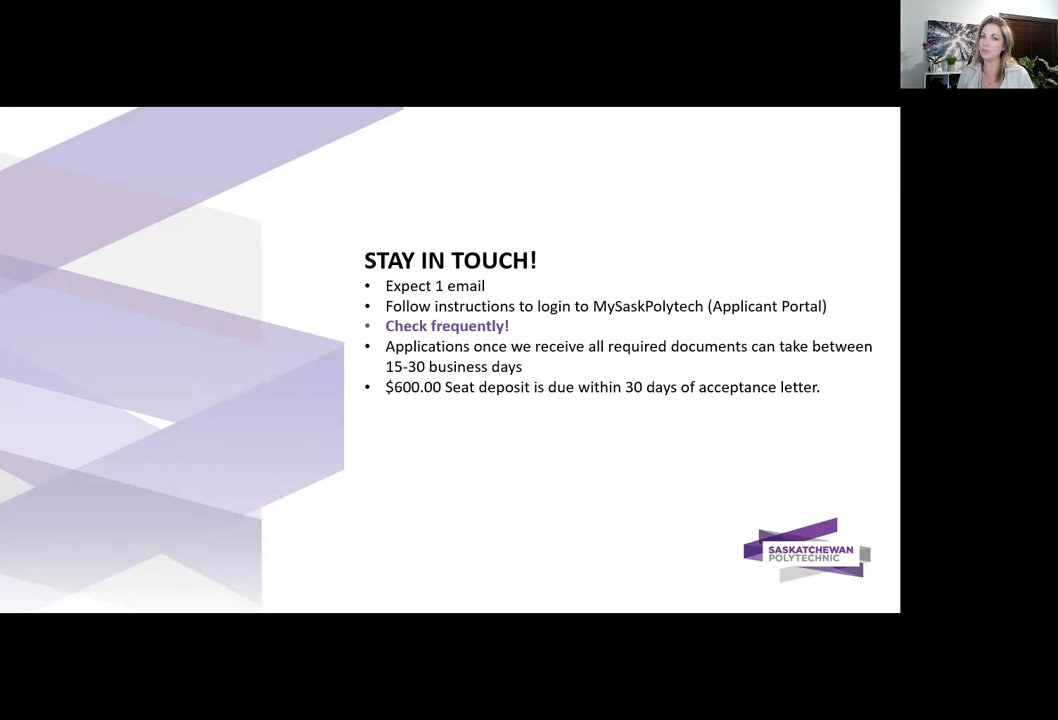 STAY IN TOUCH!
• Expect 1 email
• Follow instructions to login to MySaskPolytech (Applicant Portal)
• Check frequently!
• Applications once we receive all required documents can take between
15-30 business days
• $600.00 Seat deposit is due within 30 days of acceptance letter.
SASKATCHEWAN
POLYTECHNIC